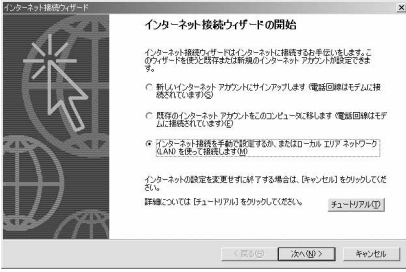 インターネット接続ウィザード
インターネット接続ウィザードの開始
インターネット接続ウィザードはインターネットに接続するお手伝いをします。こ
のウィザードを使うと既存または新規のインターネット アカウントが設定できま
す。
新しいインターネット アカウントにサインアップします (電話回線はモデムに接
続されています)(S)
既存のインターネット アカウントをこのコンピュータに移します (電話回線はモデ
ムに接続されています)(E)
インターネット接続を手動で設定するか、またはローカル エリア ネットワーク
(LAN) を使って接続します(M)
インターネットの設定を変更せずに終了する場合は、[キャンセル] をクリックしてくだ
さい。
詳細については [チュートリアル] をクリックしてください。
チュートリアル(T)
< 戻る(B)
次へ(N) >
キャンセル